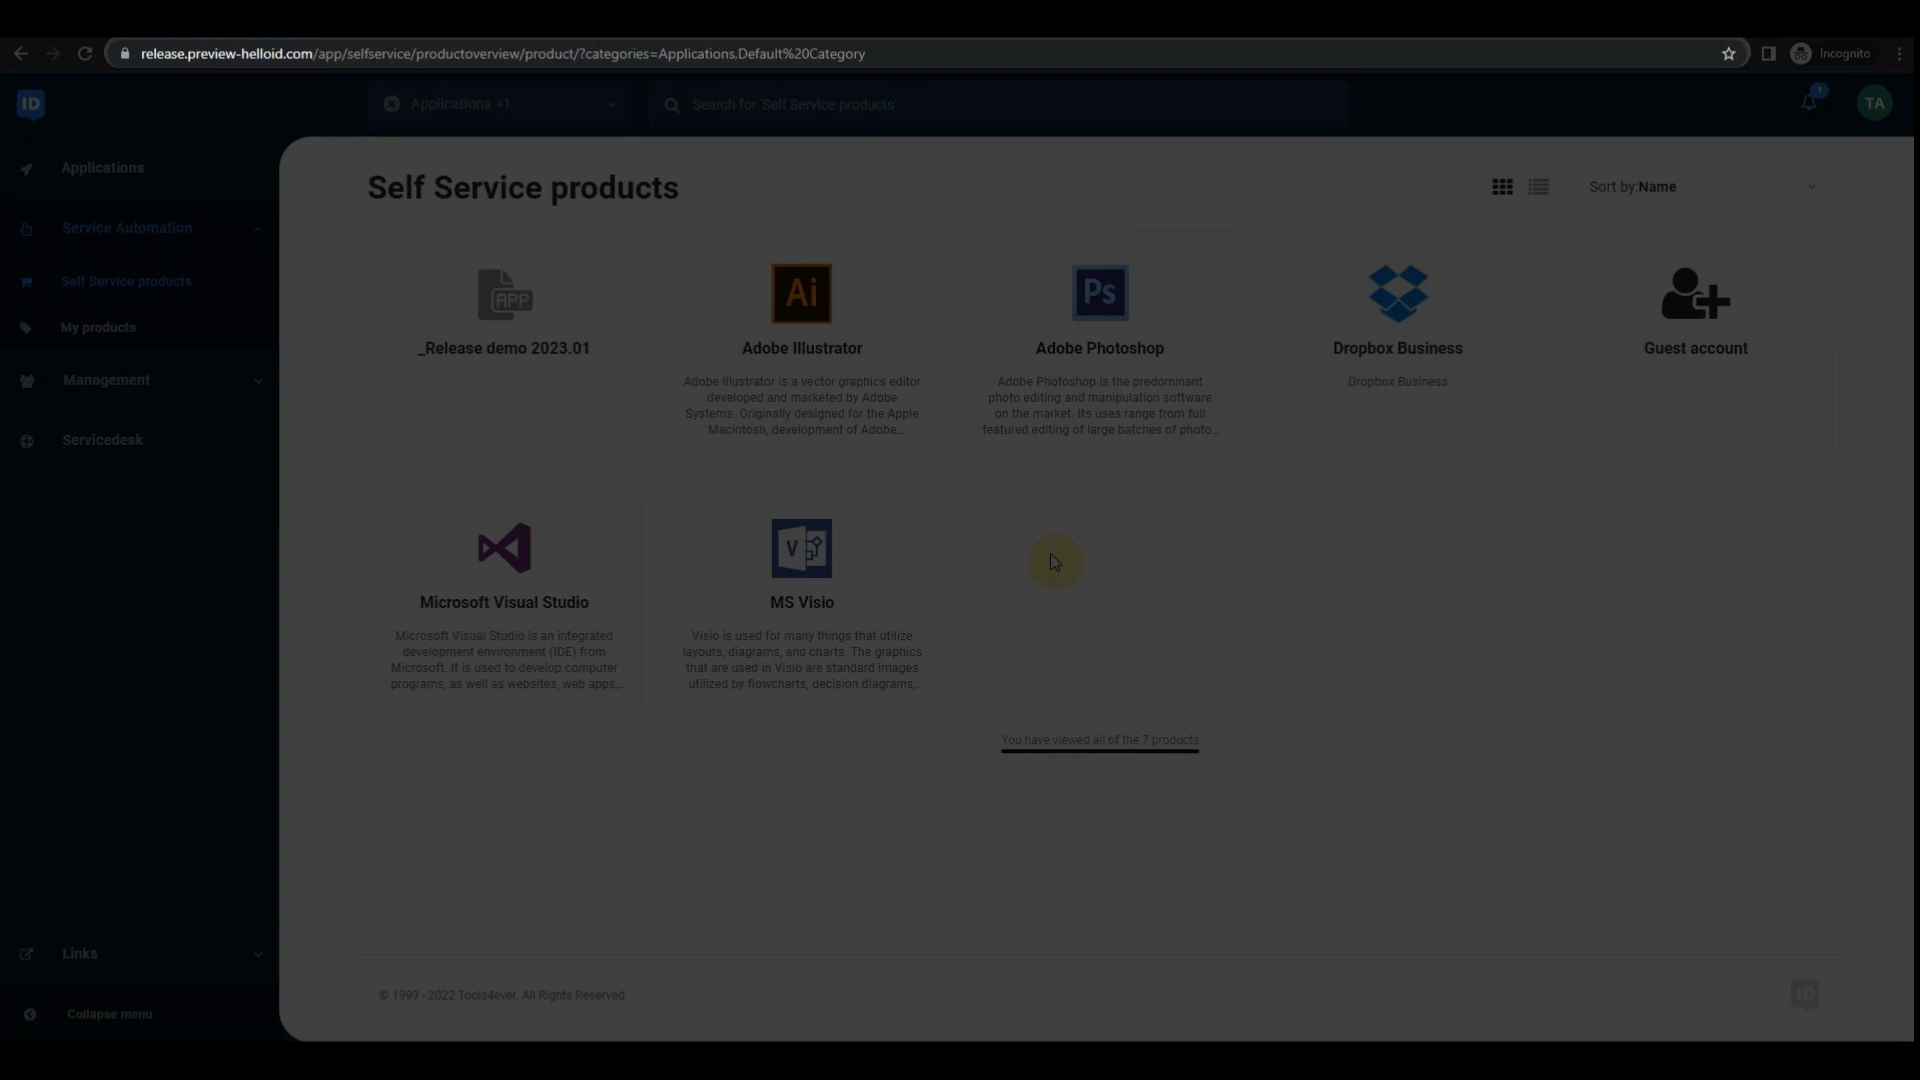 release.preview-helloid.com/app/selfservice/productoverview/product/?categories=Applications,Default%20Category
Incognito
ID
Applications +1
Search for 'Self Service products'
1
TA
Applications
Service Automation
Self Service products
My products
Management
Servicedesk
Links
Collapse menu
Self Service products
Sort by:Name
APP
_Release demo 2023.01
Ai
Adobe Illustrator
Adobe Illustrator is a vector graphics editor
developed and marketed by Adobe
Systems. Originally designed for the Apple
Macintosh, development of Adobe...
Ps
Adobe Photoshop
Adobe Photoshop is the predominant
photo editing and manipulation software
on the market. Its uses range from full
featured editing of large batches of photo...
Dropbox Business
Dropbox Business
Guest account
Microsoft Visual Studio
Microsoft Visual Studio is an integrated
development environment (IDE) from
Microsoft. It is used to develop computer
programs, as well as websites, web apps,...
V
MS Visio
Visio is used for many things that utilize
layouts, diagrams, and charts. The graphics
that are used in Visio are standard images
utilized by flowcharts, decision diagrams,...
You have viewed all of the 7 products
© 1999 - 2022 Tools4ever. All Rights Reserved.
ID